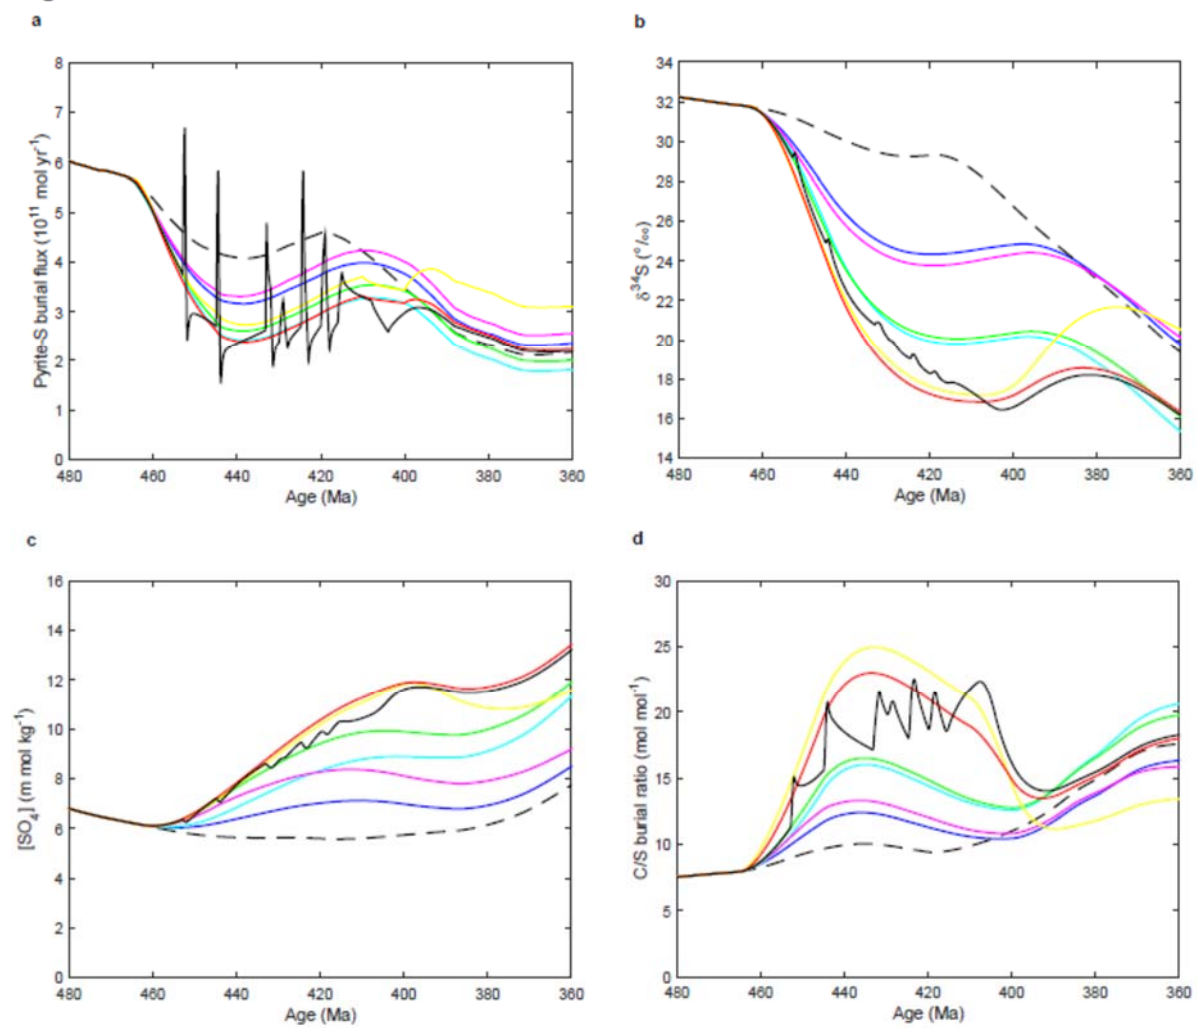 a
8
7
6
5
4
3
2
1
0
Pyrite-S burial flux (10¹¹ mol yr⁻¹)
480 460 440 420 400 380 360
Age (Ma)
b
34
32
30
28
26
24
22
20
18
16
14
δ³⁴S (°/₀₀)
480 460 440 420 400 380 360
Age (Ma)
c
16
14
12
10
8
6
4
2
0
[SO₄] (m mol kg⁻¹)
480 460 440 420 400 380 360
Age (Ma)
d
30
25
20
15
10
5
0
C/S burial ratio (mol mol⁻¹)
480 460 440 420 400 380 360
Age (Ma)